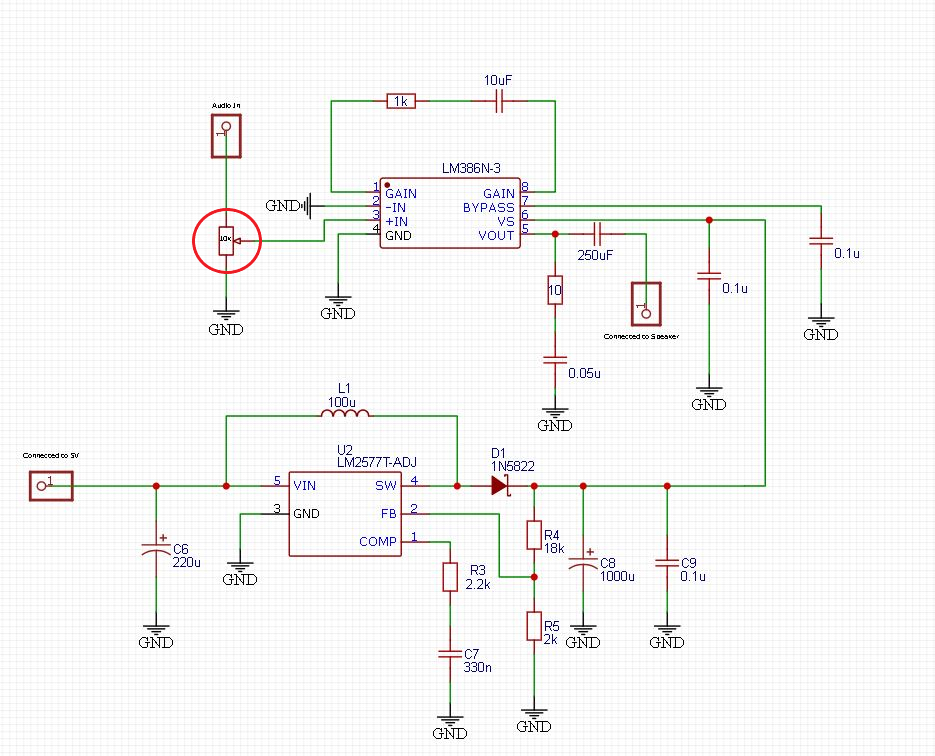 10uF
1k
Audio In
1
LM386N-3
1
GAIN
GAIN
8
2
-IN
BYPASS
7
3
+IN
VS
6
4
GND
VOUT
5
GND
10k
0.1u
250uF
0.1u
10
1
GND
GND
GND
Connected to Speaker
0.05u
GND
GND
L1
100u
U2
LM2577T-ADJ
D1
1N5822
Connected to 5V
1
5
VIN
SW
4
3
GND
FB
2
COMP
1
R4
18k
C6
220u
GND
R3
2.2k
C8
1000u
C9
0.1u
R5
2k
GND
GND
GND
C7
330n
GND
GND